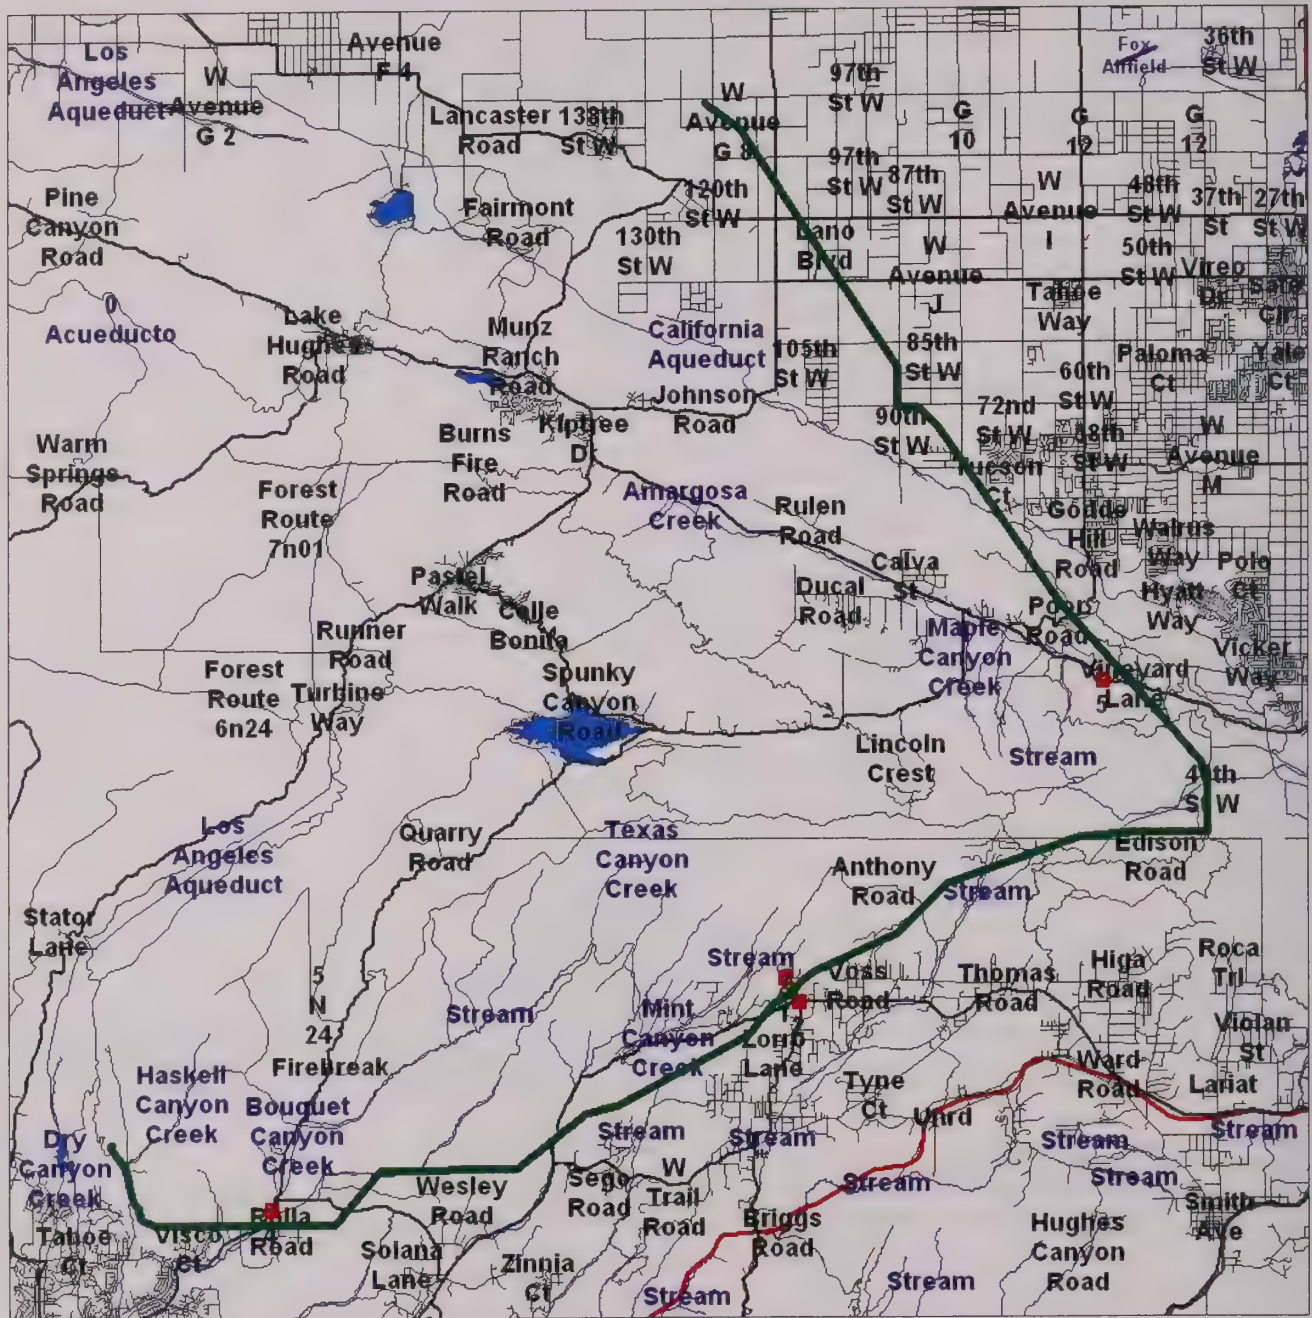 Los
Angeles
Aqueduct
W
Avenue
G 2
Avenue
F 4
Lancaster
Road
138th
St W
W
Avenue
G 8
97th
St W
G
10
G
12
G
12
Fox
Airfield
36th
St W
Pine
Canyon
Road
Fairmont
Road
120th
St W
130th
St W
97th
St W
87th
St W
W
Avenue
I
48th
St W
37th
St
27th
St W
Lano
Blvd
W
Avenue
J
50th
St W
Vireo
Dr
0
Acueducto
Lake
Hughes
Road
Munz
Ranch
Road
California
Aqueduct
105th
St W
85th
St W
Tahoe
Way
Paloma
Ct
Yale
Ct
60th
St W
Johnson
Road
90th
St W
72nd
St W
Kiptree
Dr
Burns
Fire
Road
Warm
Springs
Road
Forest
Route
7n01
Amargosa
Creek
Rulen
Road
Tucson
Ct
58th
St W
W
Avenue
M
Godde
Hill
Road
Walrus
Way
Polo
Ct
Calva
St
Ducal
Road
Hyatt
Way
Pastel
Walk
Calle
Bonita
Poop
Road
Maple
Canyon
Creek
Vicker
Way
Runner
Road
Forest
Route
6n24
Turbine
Way
Spunky
Canyon
Road
Vineyard
Lane
5
Lincoln
Crest
Stream
St W
Los
Angeles
Aqueduct
Quarry
Road
Texas
Canyon
Creek
Anthony
Road
Stream
Edison
Road
Stator
Lane
5
N
24
Firebreak
Stream
Stream
Voss
Road
Thomas
Road
Higa
Road
Roca
Trl
Mint
Canyon
Creek
Lorib
Lane
Violan
St
Haskell
Canyon
Creek
Bouquet
Canyon
Creek
Tyne
Ct
Unrd
Ward
Road
Lariat
Stream
Dry
Canyon
Creek
Stream
Stream
Stream
Stream
Stream
Wesley
Road
Sego
Road
W
Trail
Road
Smith
Ave
Tahoe
Ct
Visco
Ct
Road
Solana
Lane
Zinnia
Ct
Briggs
Road
Hughes
Canyon
Road
Stream
Stream